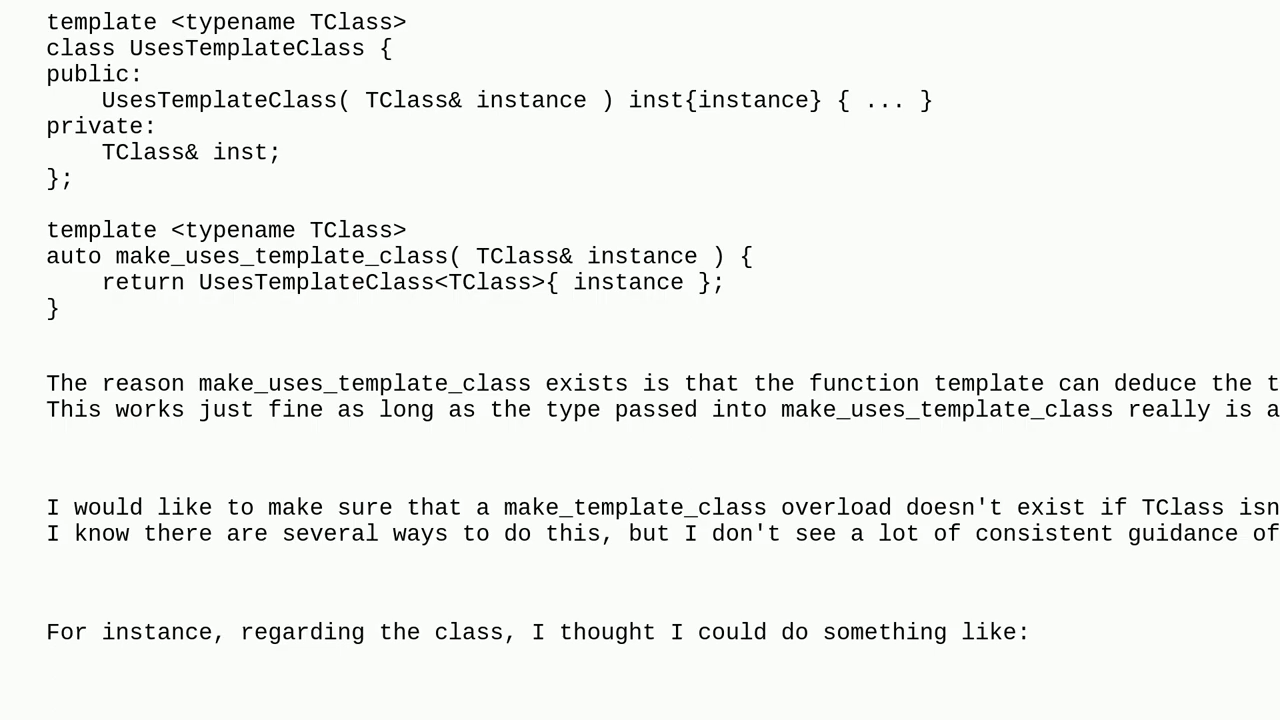 template <typename TClass>
class UsesTemplateClass {
public:
    UsesTemplateClass( TClass& instance ) inst{instance} { ... }
private:
    TClass& inst;
};

template <typename TClass>
auto make_uses_template_class( TClass& instance ) {
    return UsesTemplateClass<TClass>{ instance };
}

The reason make_uses_template_class exists is that the function template can deduce the t
This works just fine as long as the type passed into make_uses_template_class really is a

I would like to make sure that a make_template_class overload doesn't exist if TClass isn
I know there are several ways to do this, but I don't see a lot of consistent guidance of

For instance, regarding the class, I thought I could do something like: